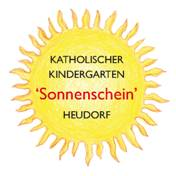 KATHOLISCHER
KINDERGARTEN
‘Sonnenschein’
HEUDORF